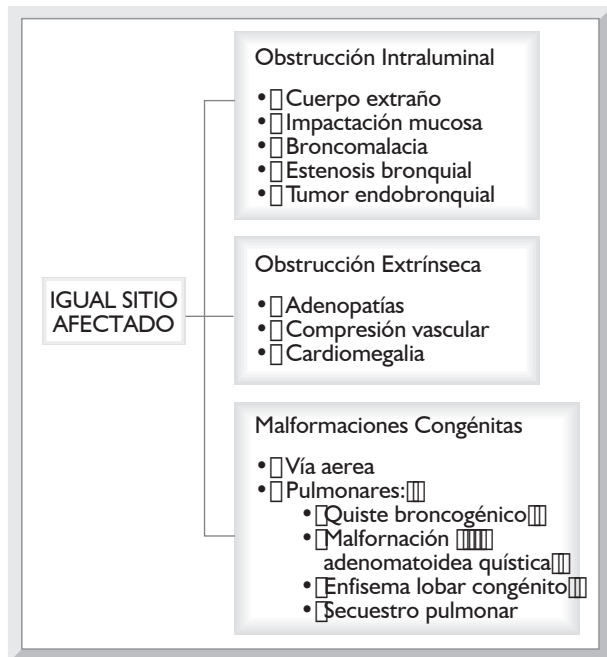 Obstrucción Intraluminal
• Cuerpo extraño
• Impactación mucosa
• Broncomalacia
• Estenosis bronquial
• Tumor endobronquial
Obstrucción Extrínseca
• Adenopatías
• Compresión vascular
• Cardiomegalia
IGUAL SITIO
AFECTADO
Malformaciones Congénitas
• Vía aerea
• Pulmonares:
• Quiste broncogénico
• Malfornación
adenomatoidea quística
• Enfisema lobar congénito
• Secuestro pulmonar